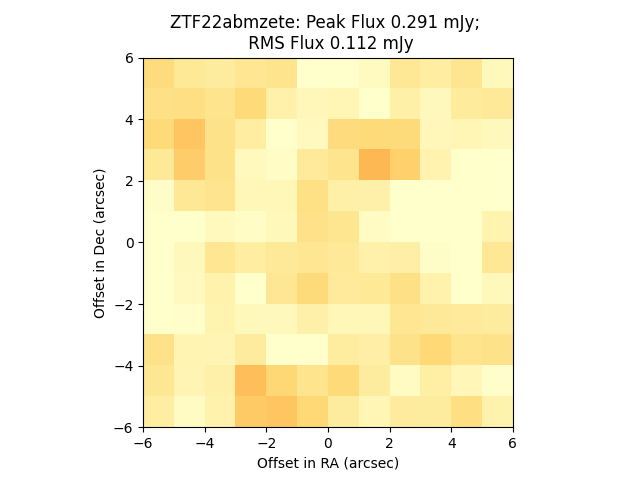 ZTF22abmzete: Peak Flux 0.291 mJy;
RMS Flux 0.112 mJy
6
4
2
0
−2
−4
−6
Offset in Dec (arcsec)
−6 −4 −2 0 2 4 6
Offset in RA (arcsec)